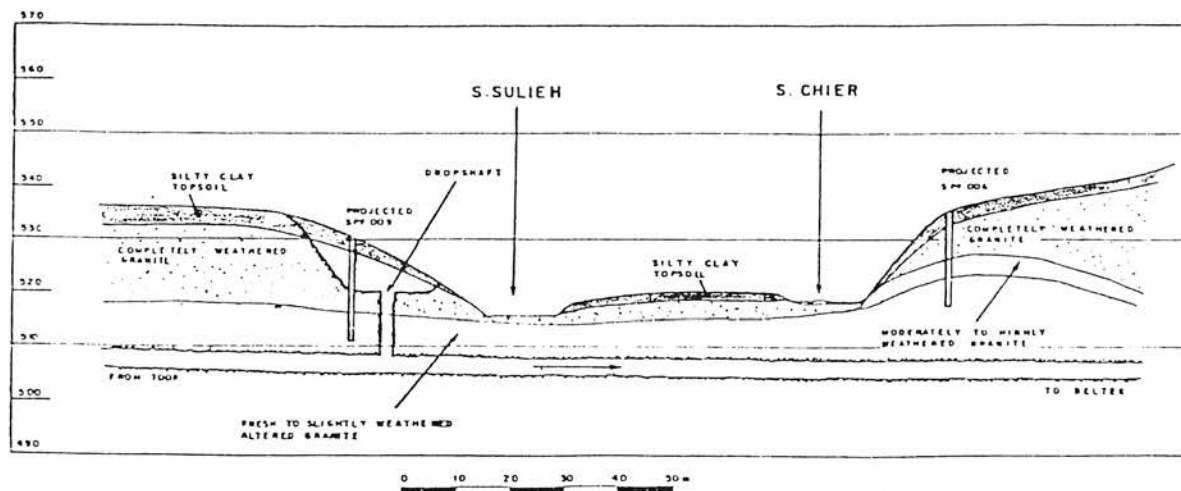 570
560
S.SULIEH
S. CHIER
550
SILTY CLAY
TOPSOIL
DROPSHAFT
PROJECTED
540
PROJECTED
530
COMPLETELY WEATHERED
GRANITE
COMPLETELY WEATHERED
GRANITE
SILTY CLAY
TOPSOIL
520
MODERATELY TO HIGHLY
WEATHERED GRANITE
510
FROM
500
FRESH TO SLIGHTLY WEATHERED
ALTERED GRANITE
TO
490
0 10 20 30 40 50 m